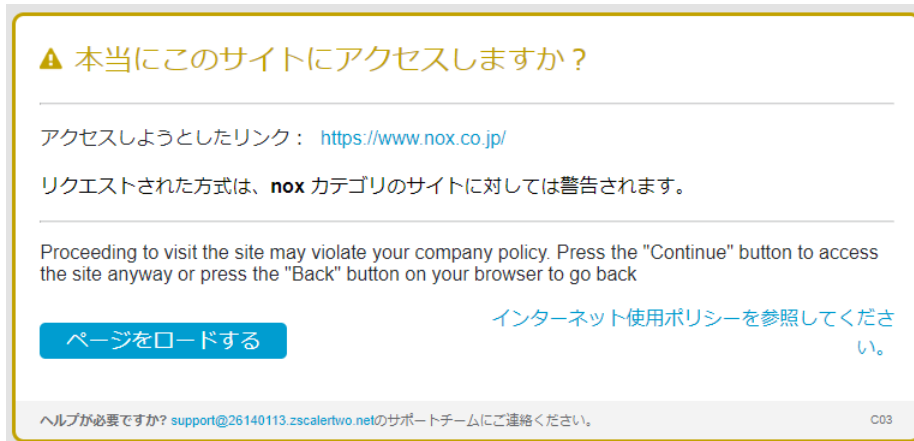 本当にこのサイトにアクセスしますか？
アクセスしようとしたリンク： https://www.nox.co.jp/
リクエストされた方式は、nox カテゴリのサイトに対しては警告されます。
Proceeding to visit the site may violate your company policy. Press the "Continue" button to access
the site anyway or press the "Back" button on your browser to go back
ページをロードする
インターネット使用ポリシーを参照してくださ
い。
ヘルプが必要ですか? support@26140113.zscalertwo.netのサポートチームにご連絡ください。
C03